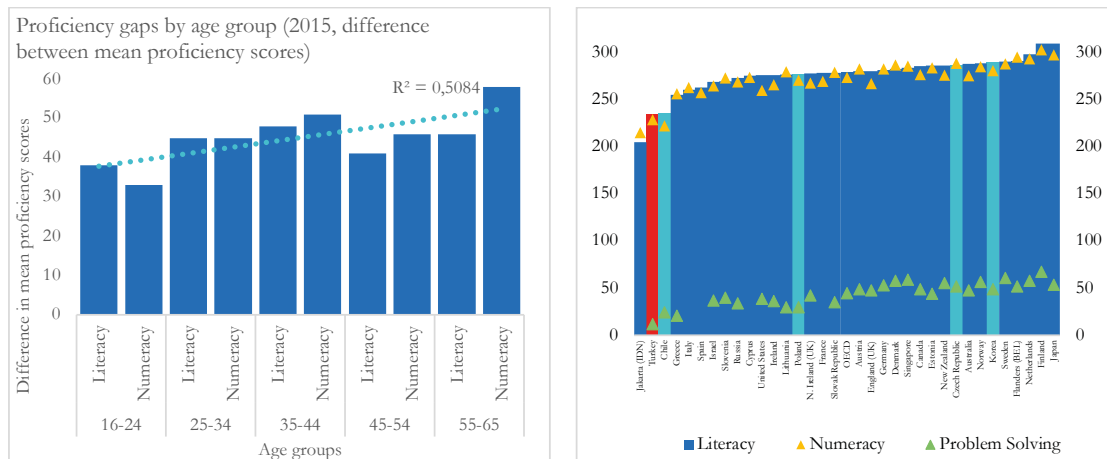 Proficiency gaps by age group (2015, difference
between mean proficiency scores)
Difference in mean proficiency scores
60
50
40
30
20
10
0
R² = 0,5084
Literacy
Numeracy
Literacy
Numeracy
Literacy
Numeracy
Literacy
Numeracy
Literacy
Numeracy
16-24
25-34
35-44
45-54
55-65
Age groups
300
250
200
150
100
50
0
300
250
200
150
100
50
0
Jakarta (IDN)
Turkey
Chile
Greece
Italy
Spain
Israel
Slovenia
Russia
Cyprus
United States
Ireland
Lithuania
Poland
N. Ireland (UK)
France
Slovak Republic
OECD
Austria
England (UK)
Germany
Denmark
Singapore
Canada
Estonia
New Zealand
Czech Republic
Australia
Norway
Korea
Sweden
Flanders (BEL)
Netherlands
Finland
Japan
Literacy
Numeracy
Problem Solving